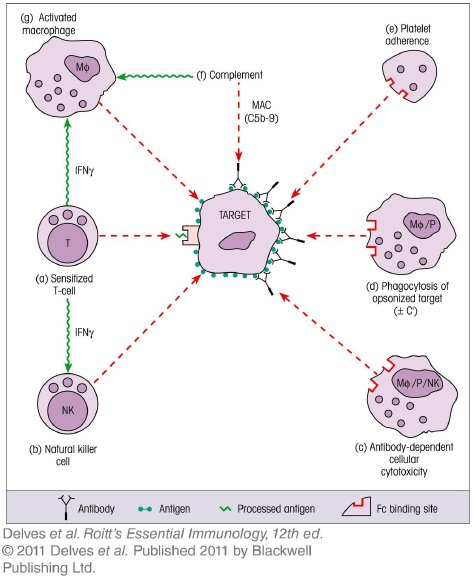 (g) Activated
macrophage
Mϕ
(f) Complement
MAC
(C5b-9)
(e) Platelet
adherence
IFNγ
TARGET
T
(a) Sensitized
T-cell
Mϕ/P
(d) Phagocytosis of
opsonized target
(± C')
IFNγ
NK
(b) Natural killer
cell
Mϕ/P/NK
(c) Antibody-dependent
cellular
cytotoxicity
Antibody
Antigen
Processed antigen
Fc binding site
Delves et al. Roitt's Essential Immunology, 12th ed.
© 2011 Delves et al. Published 2011 by Blackwell
Publishing Ltd.